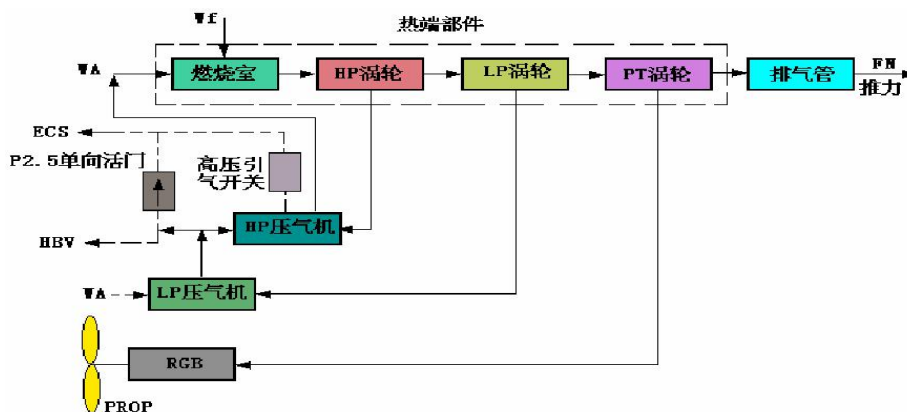 Wf
热端部件
WA
燃烧室
HP涡轮
LP涡轮
PT涡轮
排气管
FN
推力
ECS
P2.5单向活门
高压引
气开关
HP压气机
HBV
WA
LP压气机
RGB
PROP